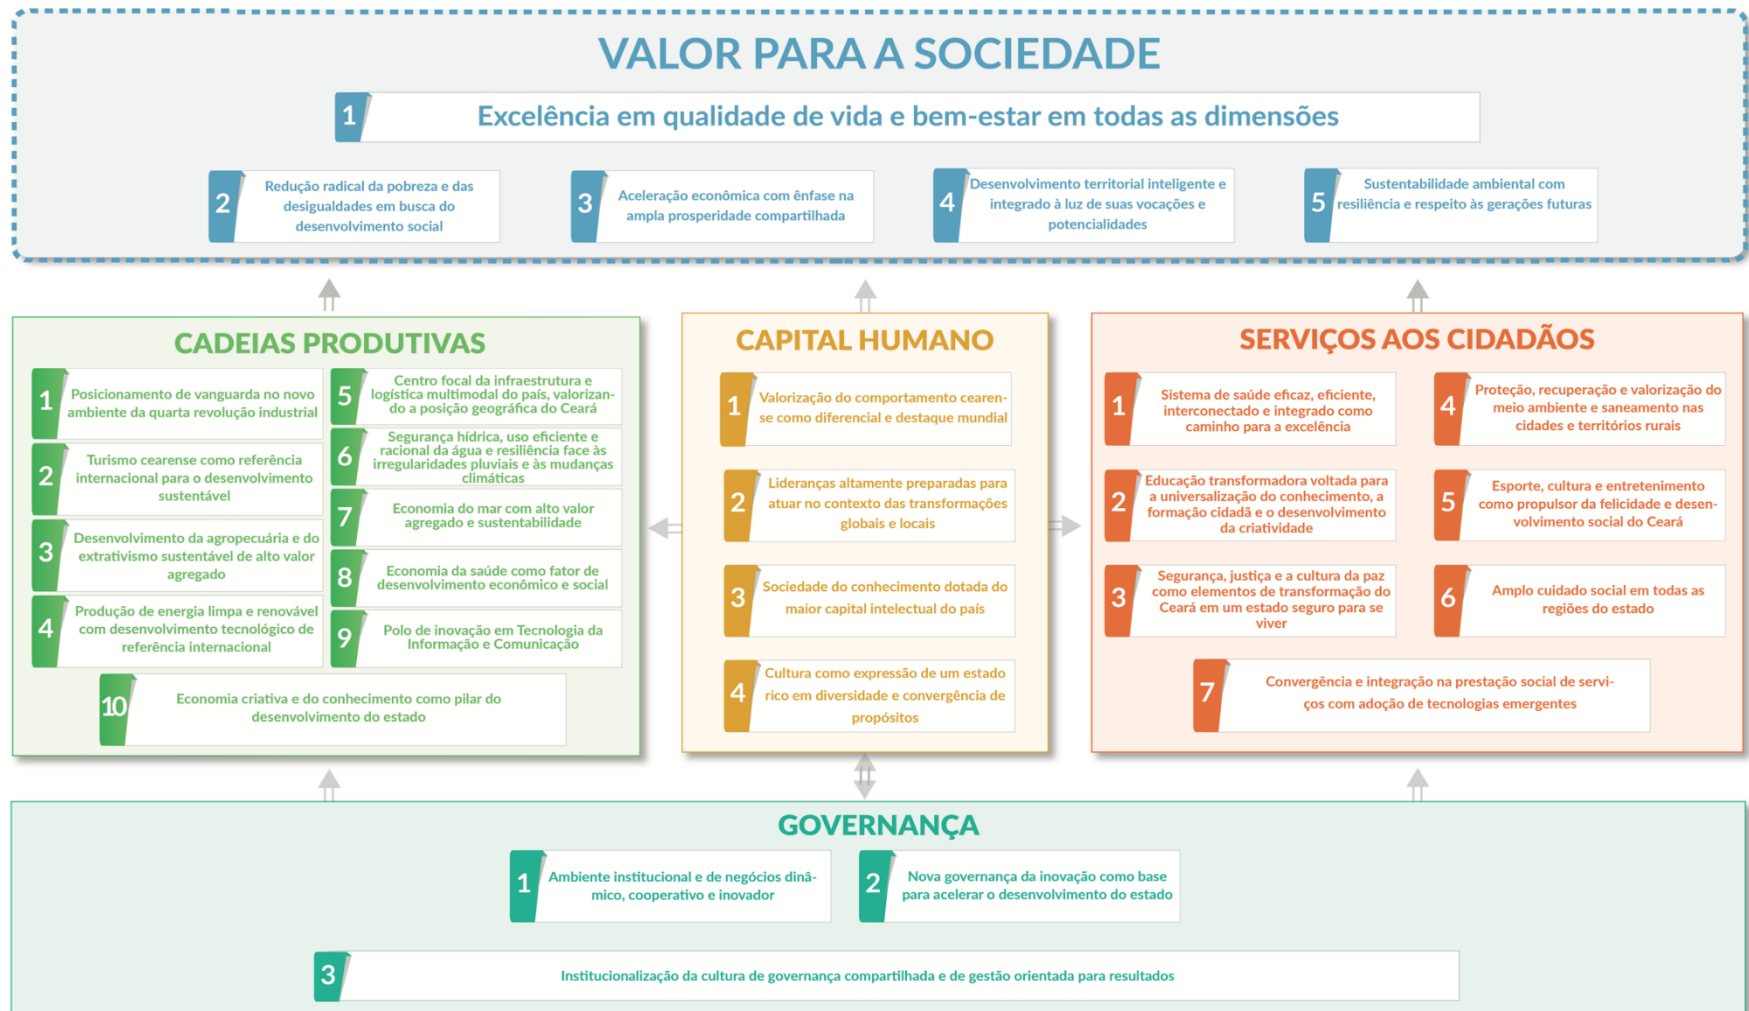 VALOR PARA A SOCIEDADE
1
Excelência em qualidade de vida e bem-estar em todas as dimensões
2
Redução radical da pobreza e das
desigualdades em busca do
desenvolvimento social
3
Aceleração econômica com ênfase na
ampla prosperidade compartilhada
4
Desenvolvimento territorial inteligente e
integrado à luz de suas vocações e
potencialidades
5
Sustentabilidade ambiental com
resiliência e respeito às gerações futuras
CADEIAS PRODUTIVAS
1
Posicionamento de vanguarda no novo
ambiente da quarta revolução industrial
2
Turismo cearense como referência
internacional para o desenvolvimento
sustentável
3
Desenvolvimento da agropecuária e do
extrativismo sustentável de alto valor
agregado
4
Produção de energia limpa e renovável
com desenvolvimento tecnológico de
referência internacional
5
Centro focal da infraestrutura e
logística multimodal do país, valorizan-
do a posição geográfica do Ceará
6
Segurança hídrica, uso eficiente e
racional da água e resiliência face às
irregularidades pluviais e às mudanças
climáticas
7
Economia do mar com alto valor
agregado e sustentabilidade
8
Economia da saúde como fator de
desenvolvimento econômico e social
9
Polo de inovação em Tecnologia da
Informação e Comunicação
10
Economia criativa e do conhecimento como pilar do
desenvolvimento do estado
CAPITAL HUMANO
1
Valorização do comportamento cearen-
se como diferencial e destaque mundial
2
Lideranças altamente preparadas para
atuar no contexto das transformações
globais e locais
3
Sociedade do conhecimento dotada do
maior capital intelectual do país
4
Cultura como expressão de um estado
rico em diversidade e convergência de
propósitos
SERVIÇOS AOS CIDADÃOS
1
Sistema de saúde eficaz, eficiente,
interconectado e integrado como
caminho para a excelência
2
Educação transformadora voltada para
a universalização do conhecimento, a
formação cidadã e o desenvolvimento
da criatividade
3
Segurança, justiça e a cultura da paz
como elementos de transformação do
Ceará em um estado seguro para se
viver
4
Proteção, recuperação e valorização do
meio ambiente e saneamento nas
cidades e territórios rurais
5
Esporte, cultura e entretenimento
como propulsor da felicidade e desen-
volvimento social do Ceará
6
Amplo cuidado social em todas as
regiões do estado
7
Convergência e integração na prestação social de servi-
ços com adoção de tecnologias emergentes
GOVERNANÇA
1
Ambiente institucional e de negócios dinâ-
mico, cooperativo e inovador
2
Nova governança da inovação como base
para acelerar o desenvolvimento do estado
3
Institucionalização da cultura de governança compartilhada e de gestão orientada para resultados